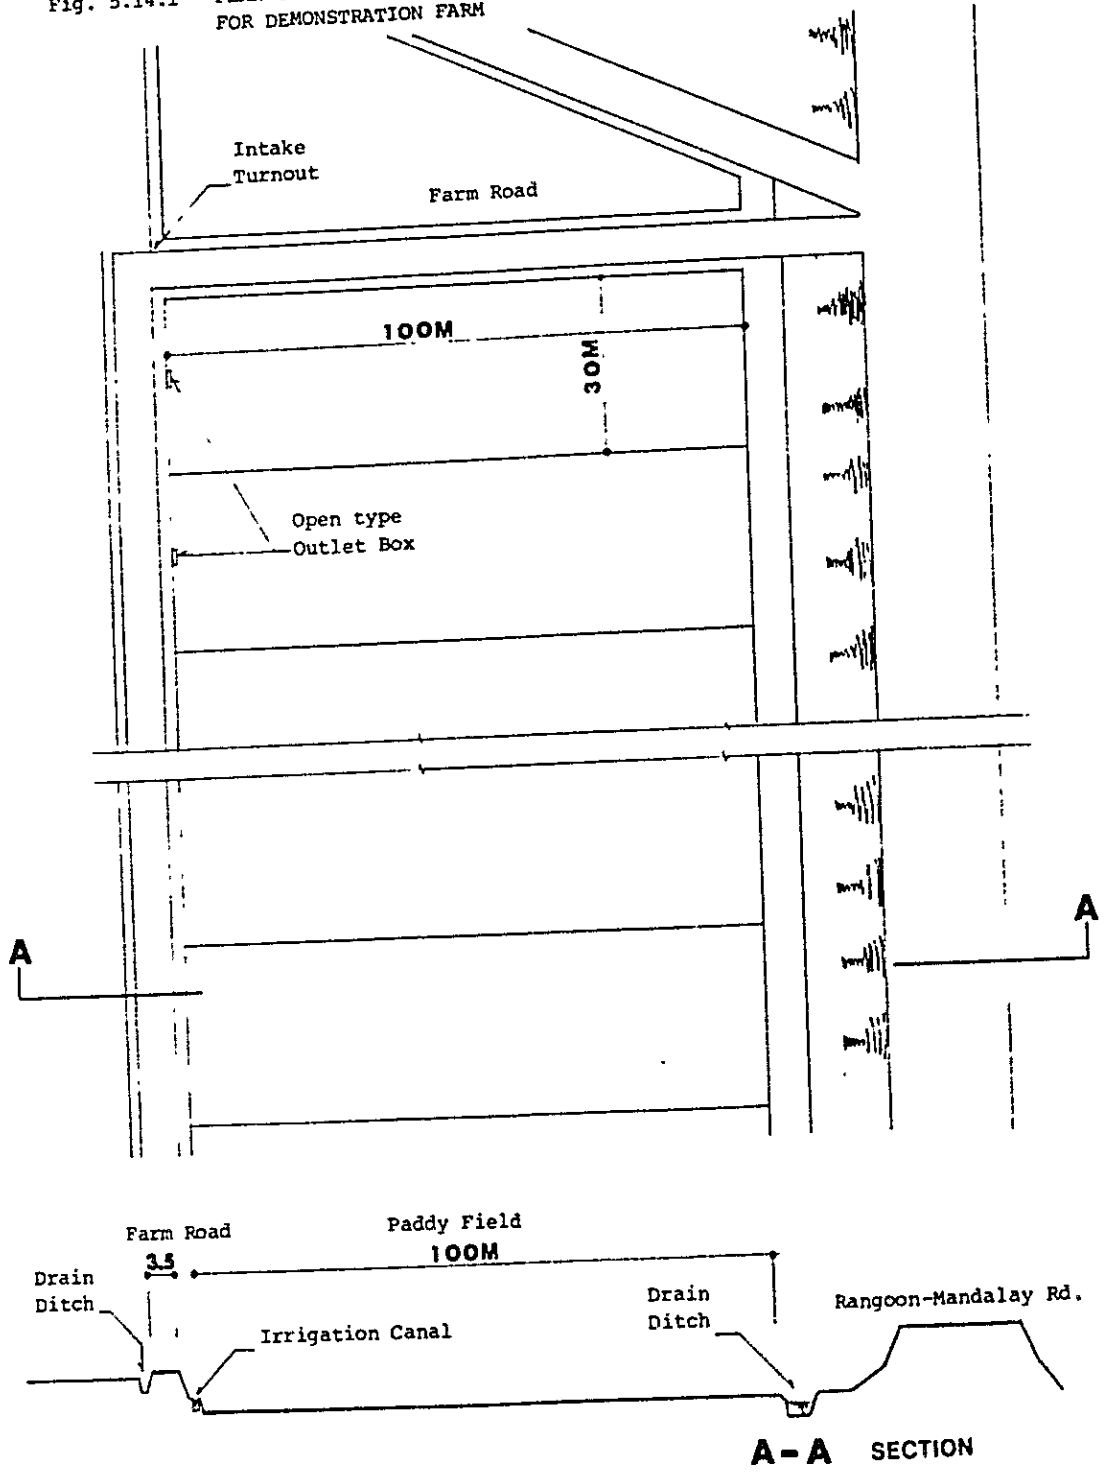 Fig. 5.14.1
FOR DEMONSTRATION FARM
Intake
Turnout
Farm Road
100M
30M
Open type
Outlet Box
A
A
Farm Road
3.5
Paddy Field
100M
Drain
Ditch
Irrigation Canal
Drain
Ditch
Rangoon-Mandalay Rd.
A-A SECTION